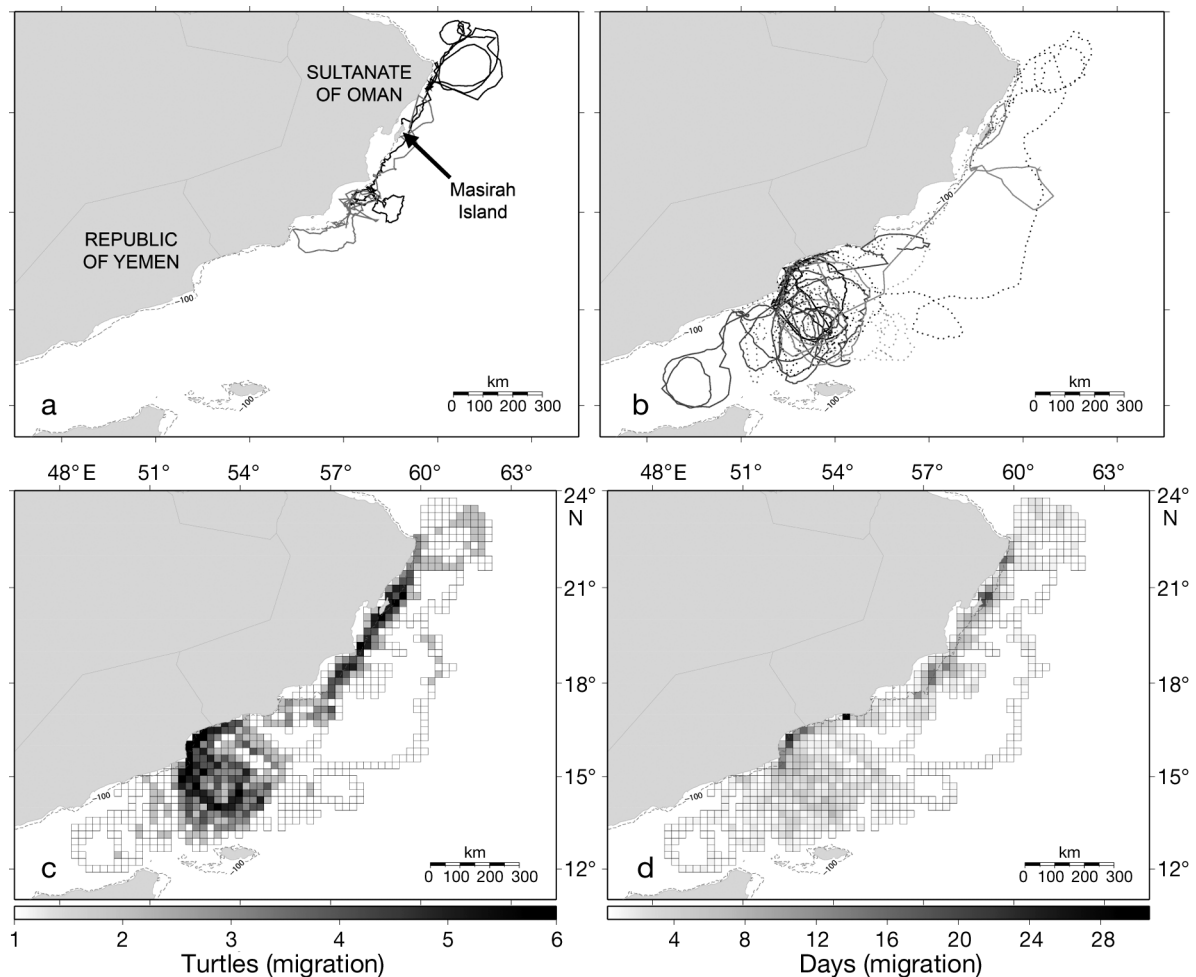 SULTANATE
OF OMAN
Masirah
Island
REPUBLIC
OF YEMEN
-100
-100
a
km
0 100 200 300
-100
-100
-100
b
km
0 100 200 300
48° E 51° 54° 57° 60° 63°
48° E 51° 54° 57° 60° 63°
24°
N
21°
18°
15°
12°
24°
N
21°
18°
15°
12°
-100
-100
c
km
0 100 200 300
-100
-100
d
km
0 100 200 300
1 2 3 4 5 6
Turtles (migration)
4 8 12 16 20 24 28
Days (migration)